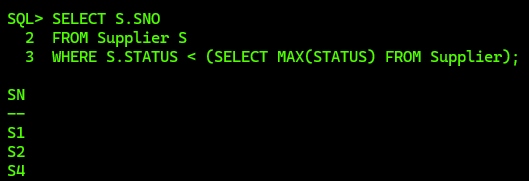 SQL> SELECT S.SNO
2 FROM Supplier S
3 WHERE S.STATUS < (SELECT MAX(STATUS) FROM Supplier);
SN
--
S1
S2
S4